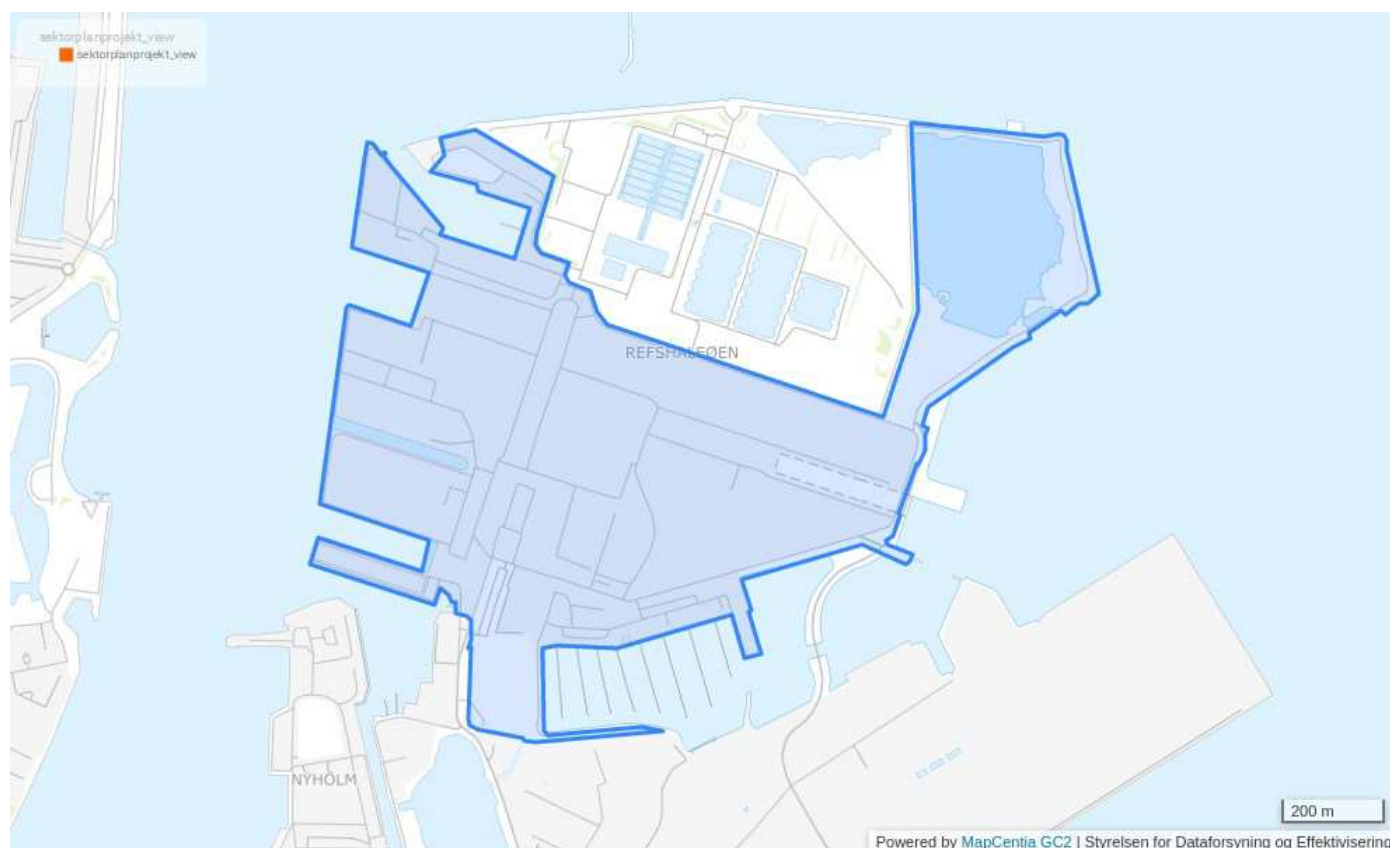 sektorplanprojekt_view
sektorplanprojekt_view
REFSHALEØEN
NYHOLM
200 m
Powered by MapCentia GC2 | Styrelsen for Dataforsyning og Effektivisering